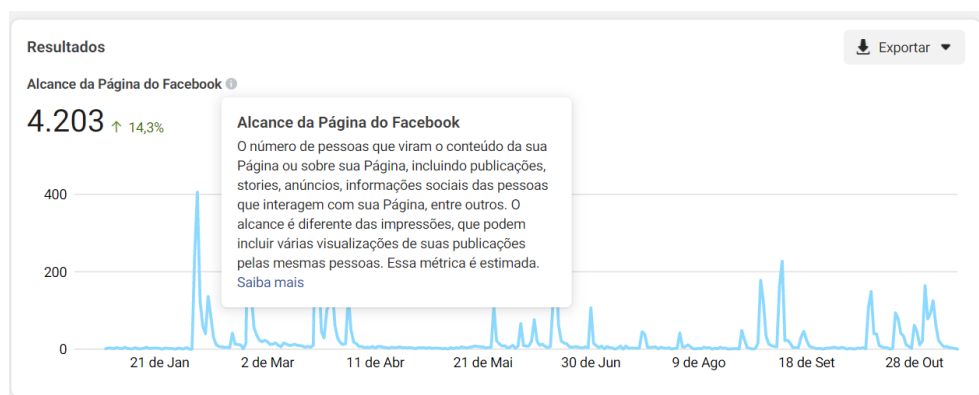 Resultados
Exportar
Alcance da Página do Facebook
4.203 ↑ 14,3%
Alcance da Página do Facebook
O número de pessoas que viram o conteúdo da sua
Página ou sobre sua Página, incluindo publicações,
stories, anúncios, informações sociais das pessoas
que interagem com sua Página, entre outros. O
alcance é diferente das impressões, que podem
incluir várias visualizações de suas publicações
pelas mesmas pessoas. Essa métrica é estimada.
Saiba mais
400
200
0
21 de Jan 2 de Mar 11 de Abr 21 de Mai 30 de Jun 9 de Ago 18 de Set 28 de Out